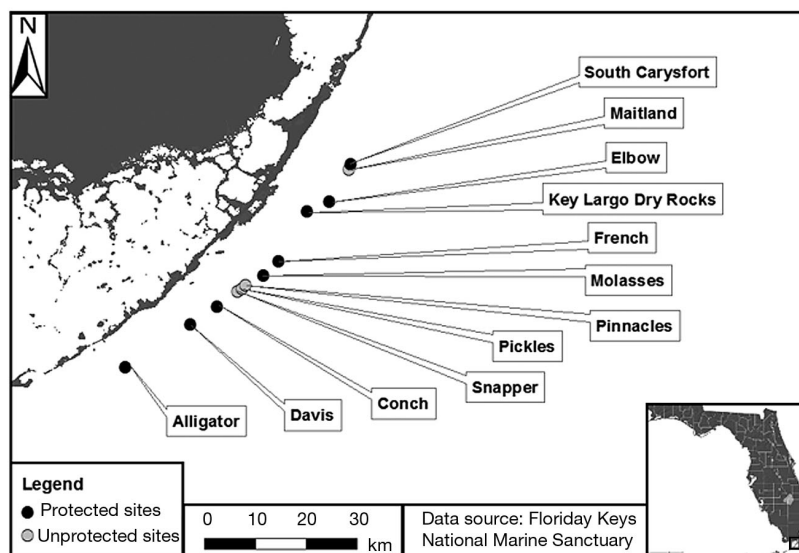 N
South Carysfort
Maitland
Elbow
Key Largo Dry Rocks
French
Molasses
Pinnacles
Pickles
Snapper
Conch
Davis
Alligator
Legend
Protected sites
Unprotected sites
0 10 20 30
km
Data source: Floriday Keys
National Marine Sanctuary